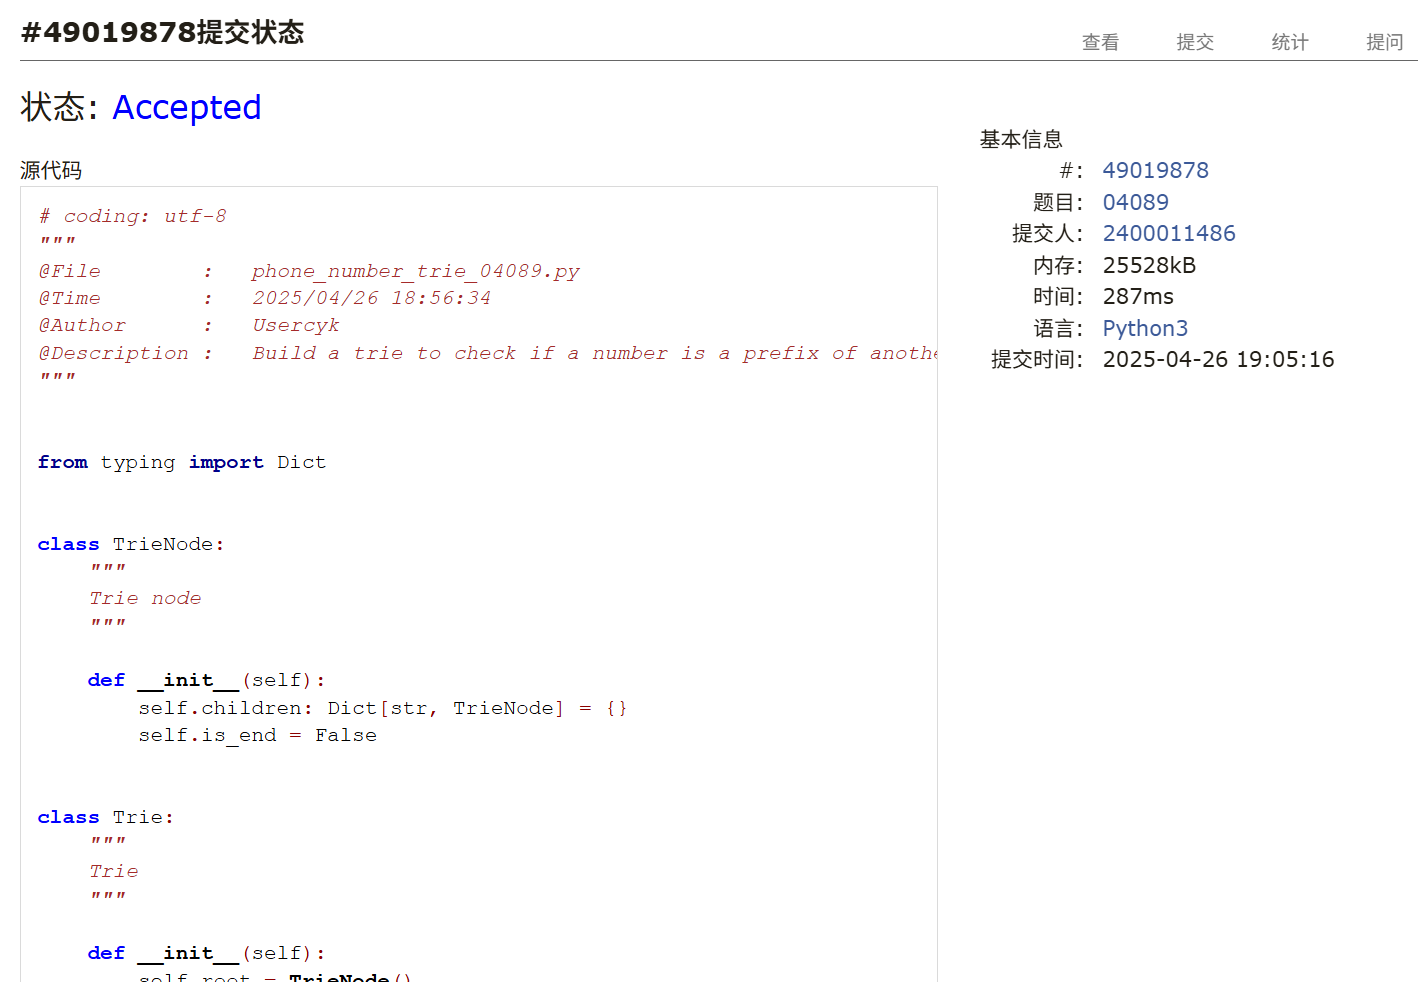 #49019878提交状态
查看 提交 统计 提问
状态: Accepted
源代码
# coding: utf-8
"""
@File        :   phone_number_trie_04089.py
@Time        :   2025/04/26 18:56:34
@Author      :   Usercyk
@Description :   Build a trie to check if a number is a prefix of anothe
"""
from typing import Dict
class TrieNode:
    """
    Trie node
    """
    def __init__(self):
        self.children: Dict[str, TrieNode] = {}
        self.is_end = False
class Trie:
    """
    Trie
    """
    def __init__(self):
        self.root = TrieNode()
基本信息
#: 49019878
题目: 04089
提交人: 2400011486
内存: 25528kB
时间: 287ms
语言: Python3
提交时间: 2025-04-26 19:05:16